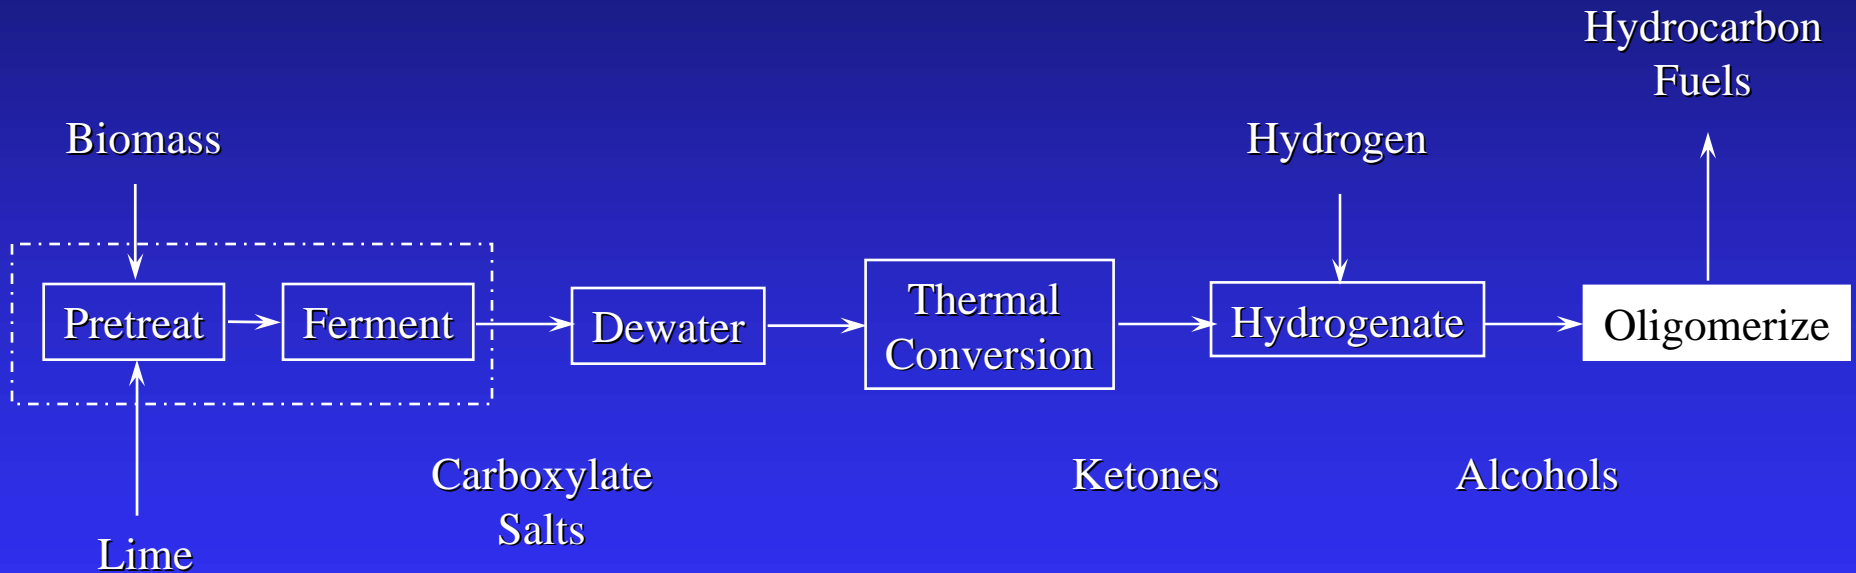 Hydrocarbon
Fuels
Biomass
Hydrogen
Pretreat
Ferment
Dewater
Thermal
Conversion
Hydrogenate
Oligomerize
Carboxylate
Salts
Ketones
Alcohols
Lime